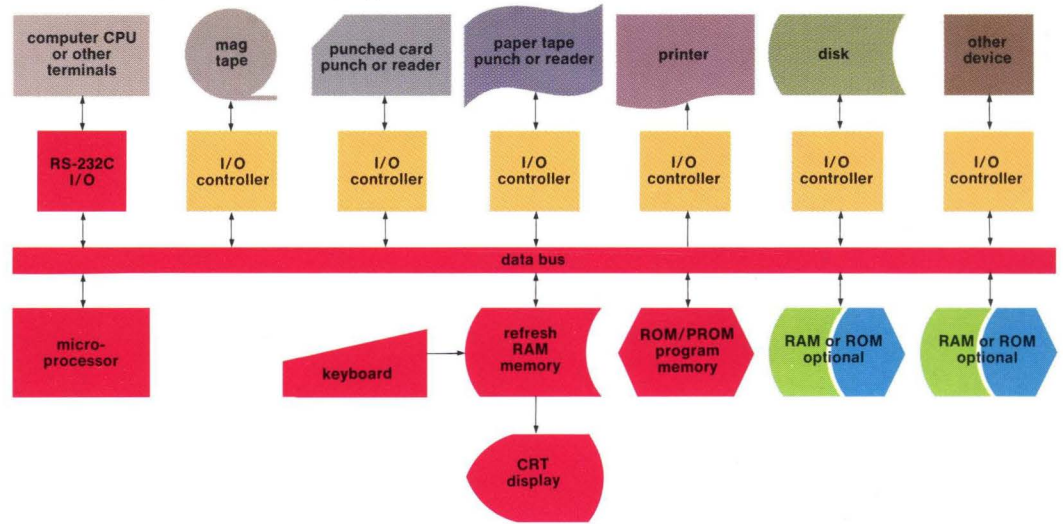 computer CPU
or other
terminals
mag
tape
punched card
punch or reader
paper tape
punch or reader
printer
disk
other
device
RS-232C
I/O
I/O
controller
I/O
controller
I/O
controller
I/O
controller
I/O
controller
I/O
controller
data bus
micro-
processor
keyboard
refresh
RAM
memory
ROM/PROM
program
memory
RAM or ROM
optional
RAM or ROM
optional
CRT
display